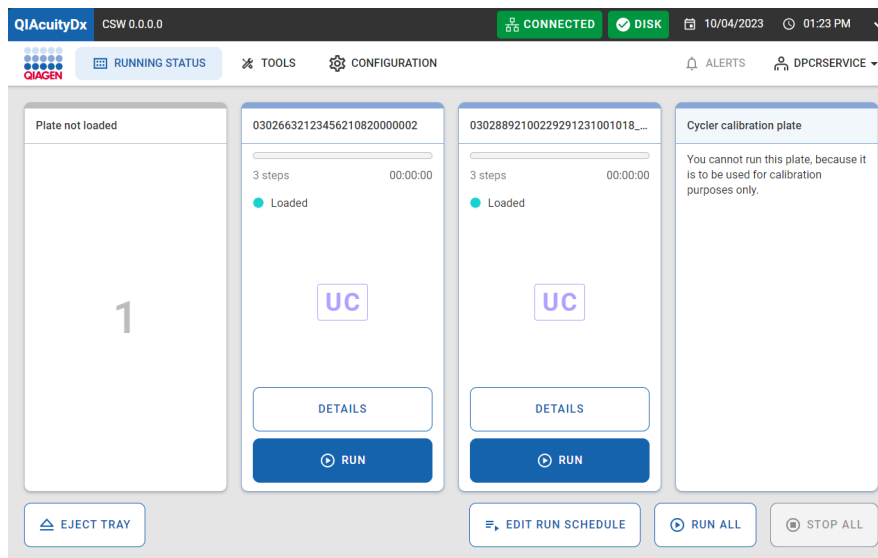 QIAcuityDx CSW 0.0.0.0 CONNECTED DISK 10/04/2023 01:23 PM
QIAGEN RUNNING STATUS TOOLS CONFIGURATION ALERTS DPCRSERVICE
Plate not loaded
1
03026632123456210820000002
3 steps 00:00:00
Loaded
UC
DETAILS
RUN
03028892100229291231001018_...
3 steps 00:00:00
Loaded
UC
DETAILS
RUN
Cycler calibration plate
You cannot run this plate, because it
is to be used for calibration
purposes only.
EJECT TRAY EDIT RUN SCHEDULE RUN ALL STOP ALL